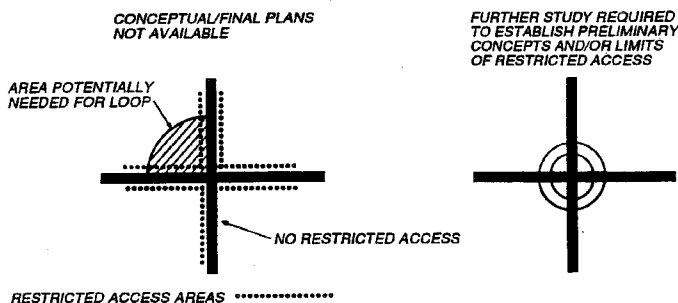 CONCEPTUAL/FINAL PLANS
NOT AVAILABLE
AREA POTENTIALLY
NEEDED FOR LOOP
NO RESTRICTED ACCESS
RESTRICTED ACCESS AREAS
FURTHER STUDY REQUIRED
TO ESTABLISH PRELIMINARY
CONCEPTS AND/OR LIMITS
OF RESTRICTED ACCESS